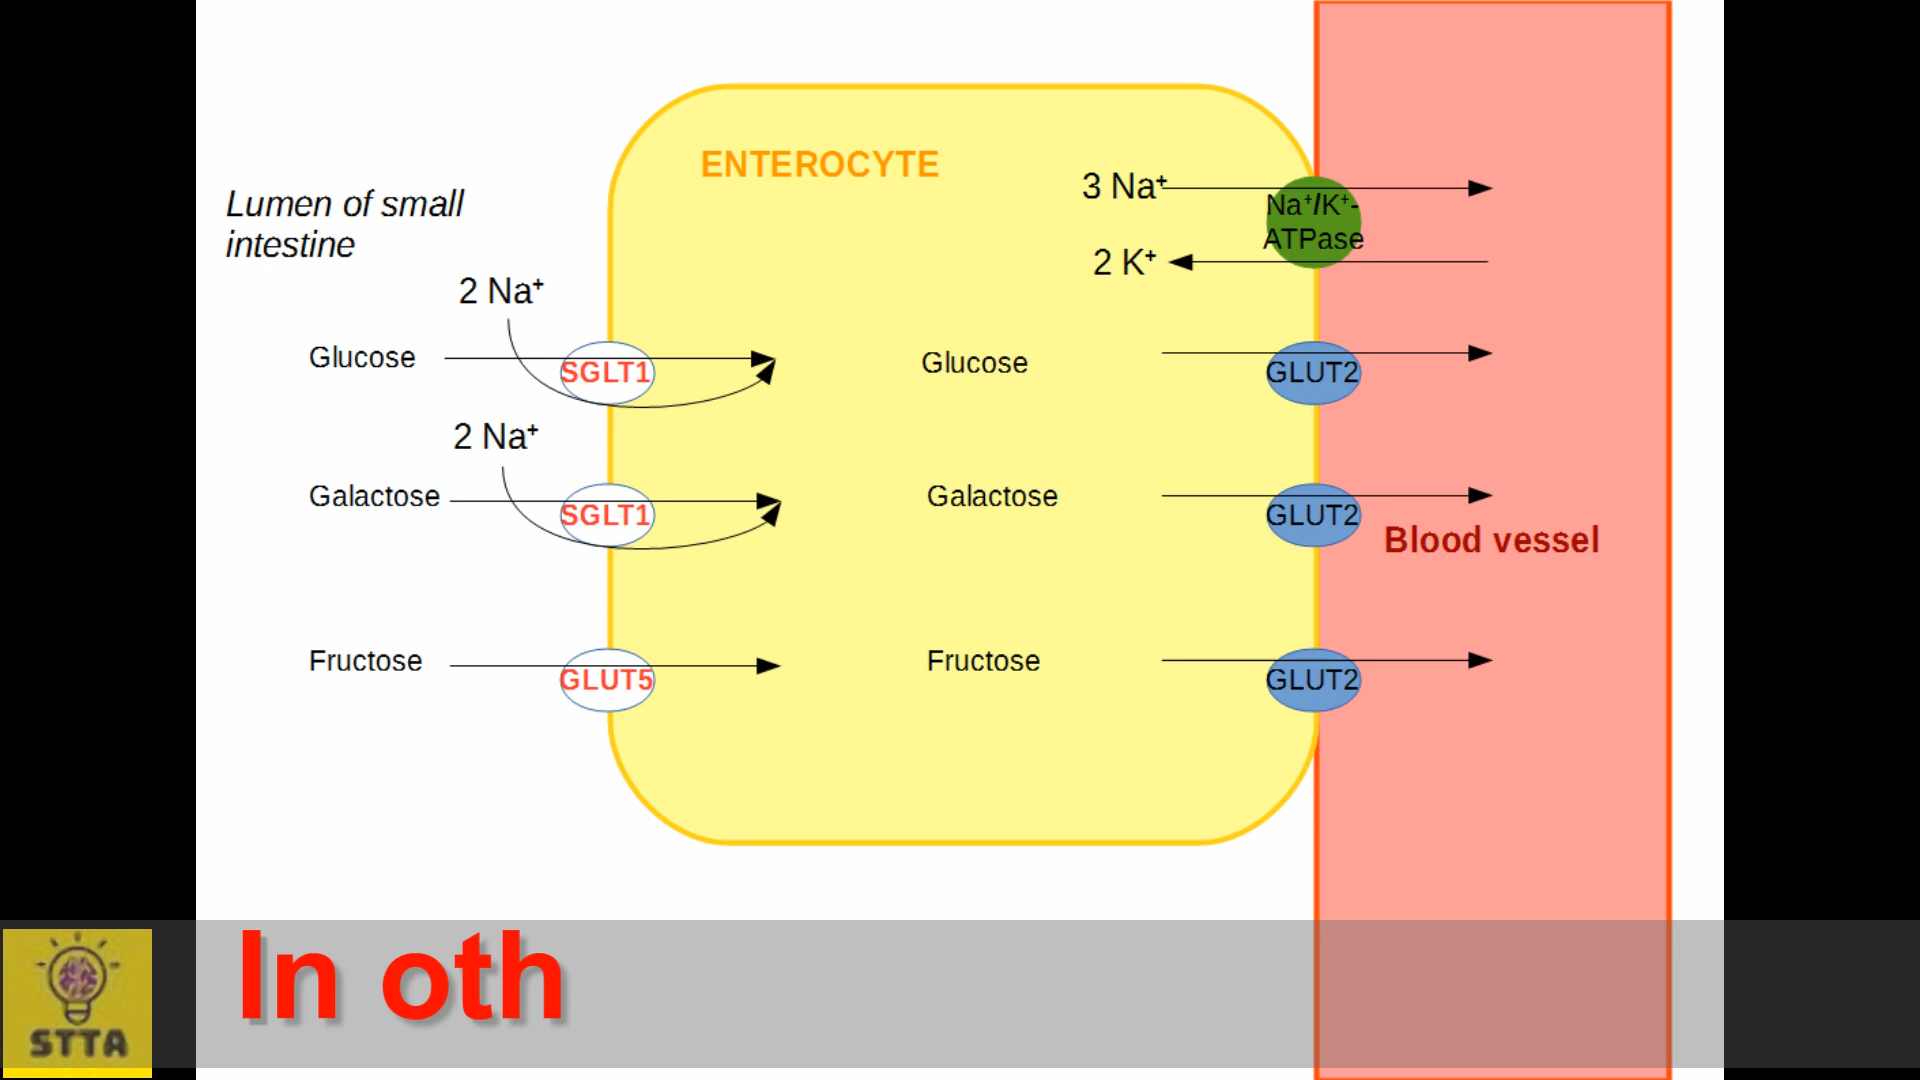 ENTEROCYTE
Lumen of small
intestine
3 Na⁺
Na⁺/K⁺-
ATPase
2 K⁺
2 Na⁺
Glucose
SGLT1
Glucose
GLUT2
2 Na⁺
Galactose
SGLT1
Galactose
GLUT2
Blood vessel
Fructose
GLUT5
Fructose
GLUT2
In oth
STTA